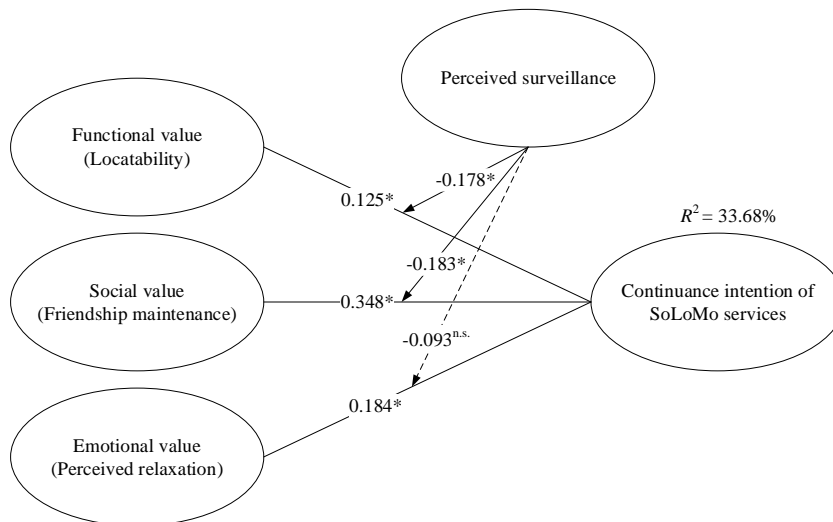 Perceived surveillance
Functional value
(Locatability)
-0.178*
0.125*
R² = 33.68%
-0.183*
Social value
(Friendship maintenance)
0.348*
Continuance intention of
SoLoMo services
-0.093ⁿ·ˢ·
0.184*
Emotional value
(Perceived relaxation)